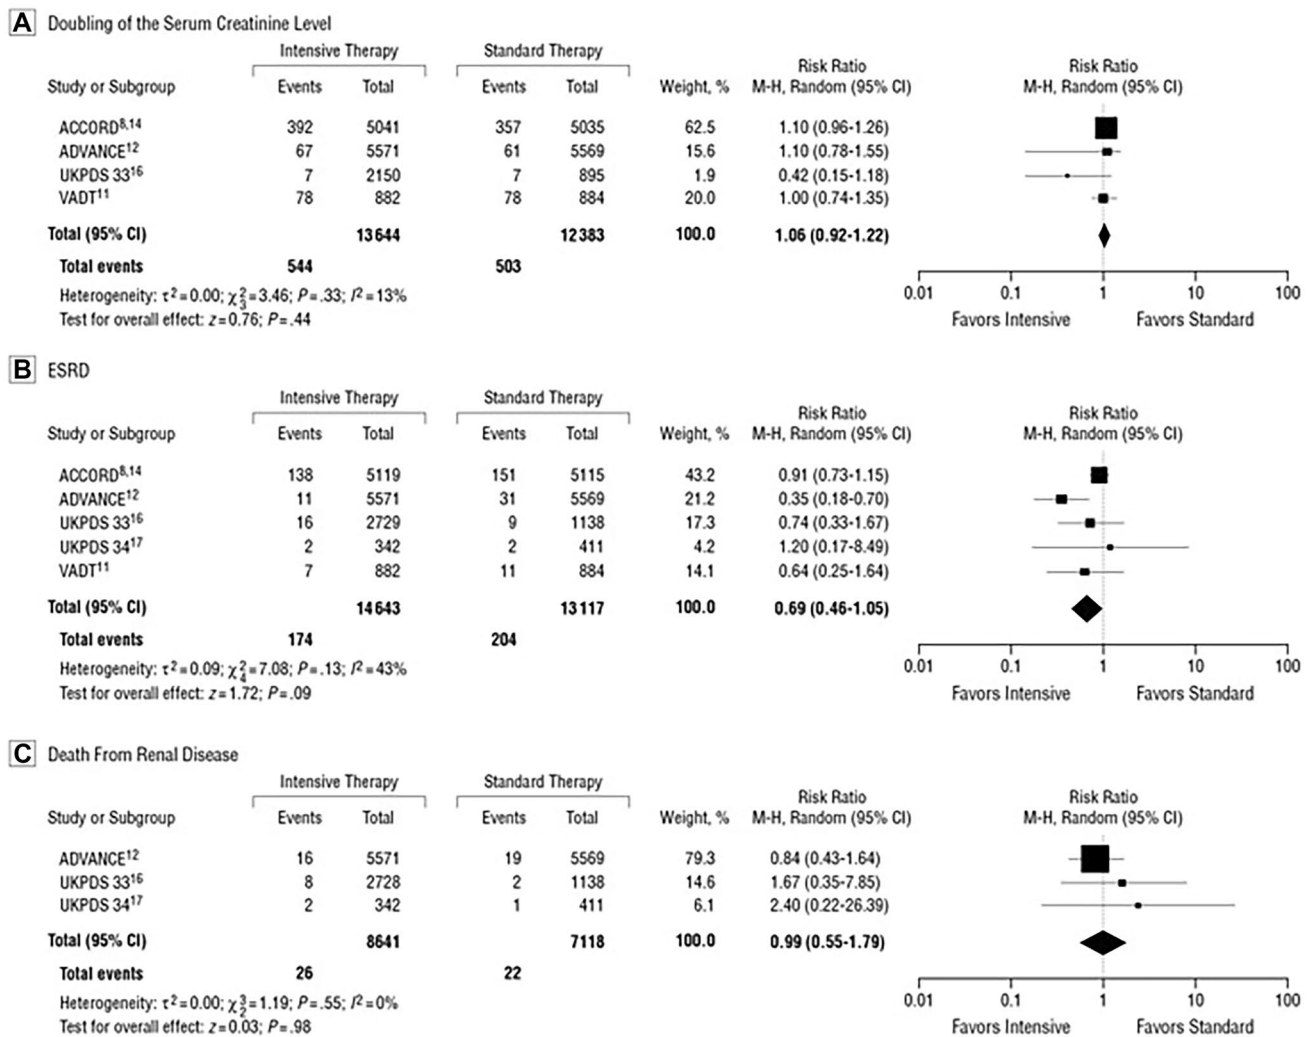 A Doubling of the Serum Creatinine Level
Intensive Therapy Standard Therapy
Risk Ratio Risk Ratio
Study or Subgroup Events Total Events Total Weight, % M-H, Random (95% CI) M-H, Random (95% CI)
ACCORD8,14 392 5041 357 5035 62.5 1.10 (0.96-1.26)
ADVANCE12 67 5571 61 5569 15.6 1.10 (0.78-1.55)
UKPDS 3316 7 2150 7 895 1.9 0.42 (0.15-1.18)
VADT11 78 882 78 884 20.0 1.00 (0.74-1.35)
Total (95% CI) 13 644 12 383 100.0 1.06 (0.92-1.22)
Total events 544 503
Heterogeneity: τ2=0.00; χ23=3.46; P=.33; I2=13%
Test for overall effect: z=0.76; P=.44
0.01 0.1 1 10 100
Favors Intensive Favors Standard
B ESRD
Intensive Therapy Standard Therapy
Risk Ratio Risk Ratio
Study or Subgroup Events Total Events Total Weight, % M-H, Random (95% CI) M-H, Random (95% CI)
ACCORD8,14 138 5119 151 5115 43.2 0.91 (0.73-1.15)
ADVANCE12 11 5571 31 5569 21.2 0.35 (0.18-0.70)
UKPDS 3316 16 2729 9 1138 17.3 0.74 (0.33-1.67)
UKPDS 3417 2 342 2 411 4.2 1.20 (0.17-8.49)
VADT11 7 882 11 884 14.1 0.64 (0.25-1.64)
Total (95% CI) 14 643 13 117 100.0 0.69 (0.46-1.05)
Total events 174 204
Heterogeneity: τ2=0.09; χ24=7.08; P=.13; I2=43%
Test for overall effect: z=1.72; P=.09
0.01 0.1 1 10 100
Favors Intensive Favors Standard
C Death From Renal Disease
Intensive Therapy Standard Therapy
Risk Ratio Risk Ratio
Study or Subgroup Events Total Events Total Weight, % M-H, Random (95% CI) M-H, Random (95% CI)
ADVANCE12 16 5571 19 5569 79.3 0.84 (0.43-1.64)
UKPDS 3316 8 2728 2 1138 14.6 1.67 (0.35-7.85)
UKPDS 3417 2 342 1 411 6.1 2.40 (0.22-26.39)
Total (95% CI) 8641 7118 100.0 0.99 (0.55-1.79)
Total events 26 22
Heterogeneity: τ2=0.00; χ32=1.19; P=.55; I2=0%
Test for overall effect: z=0.03; P=.98
0.01 0.1 1 10 100
Favors Intensive Favors Standard